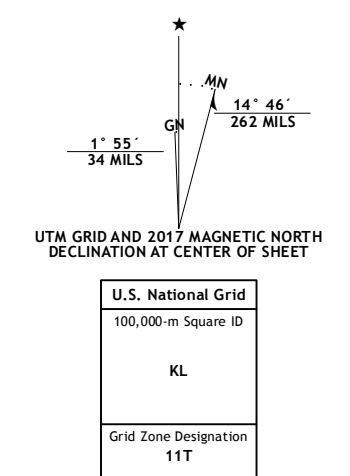 ★
MN
14° 46´
262 MILS
GN
1° 55´
34 MILS
UTM GRID AND 2017 MAGNETIC NORTH
DECLINATION AT CENTER OF SHEET
U.S. National Grid
100,000-m Square ID
KL
Grid Zone Designation
11T